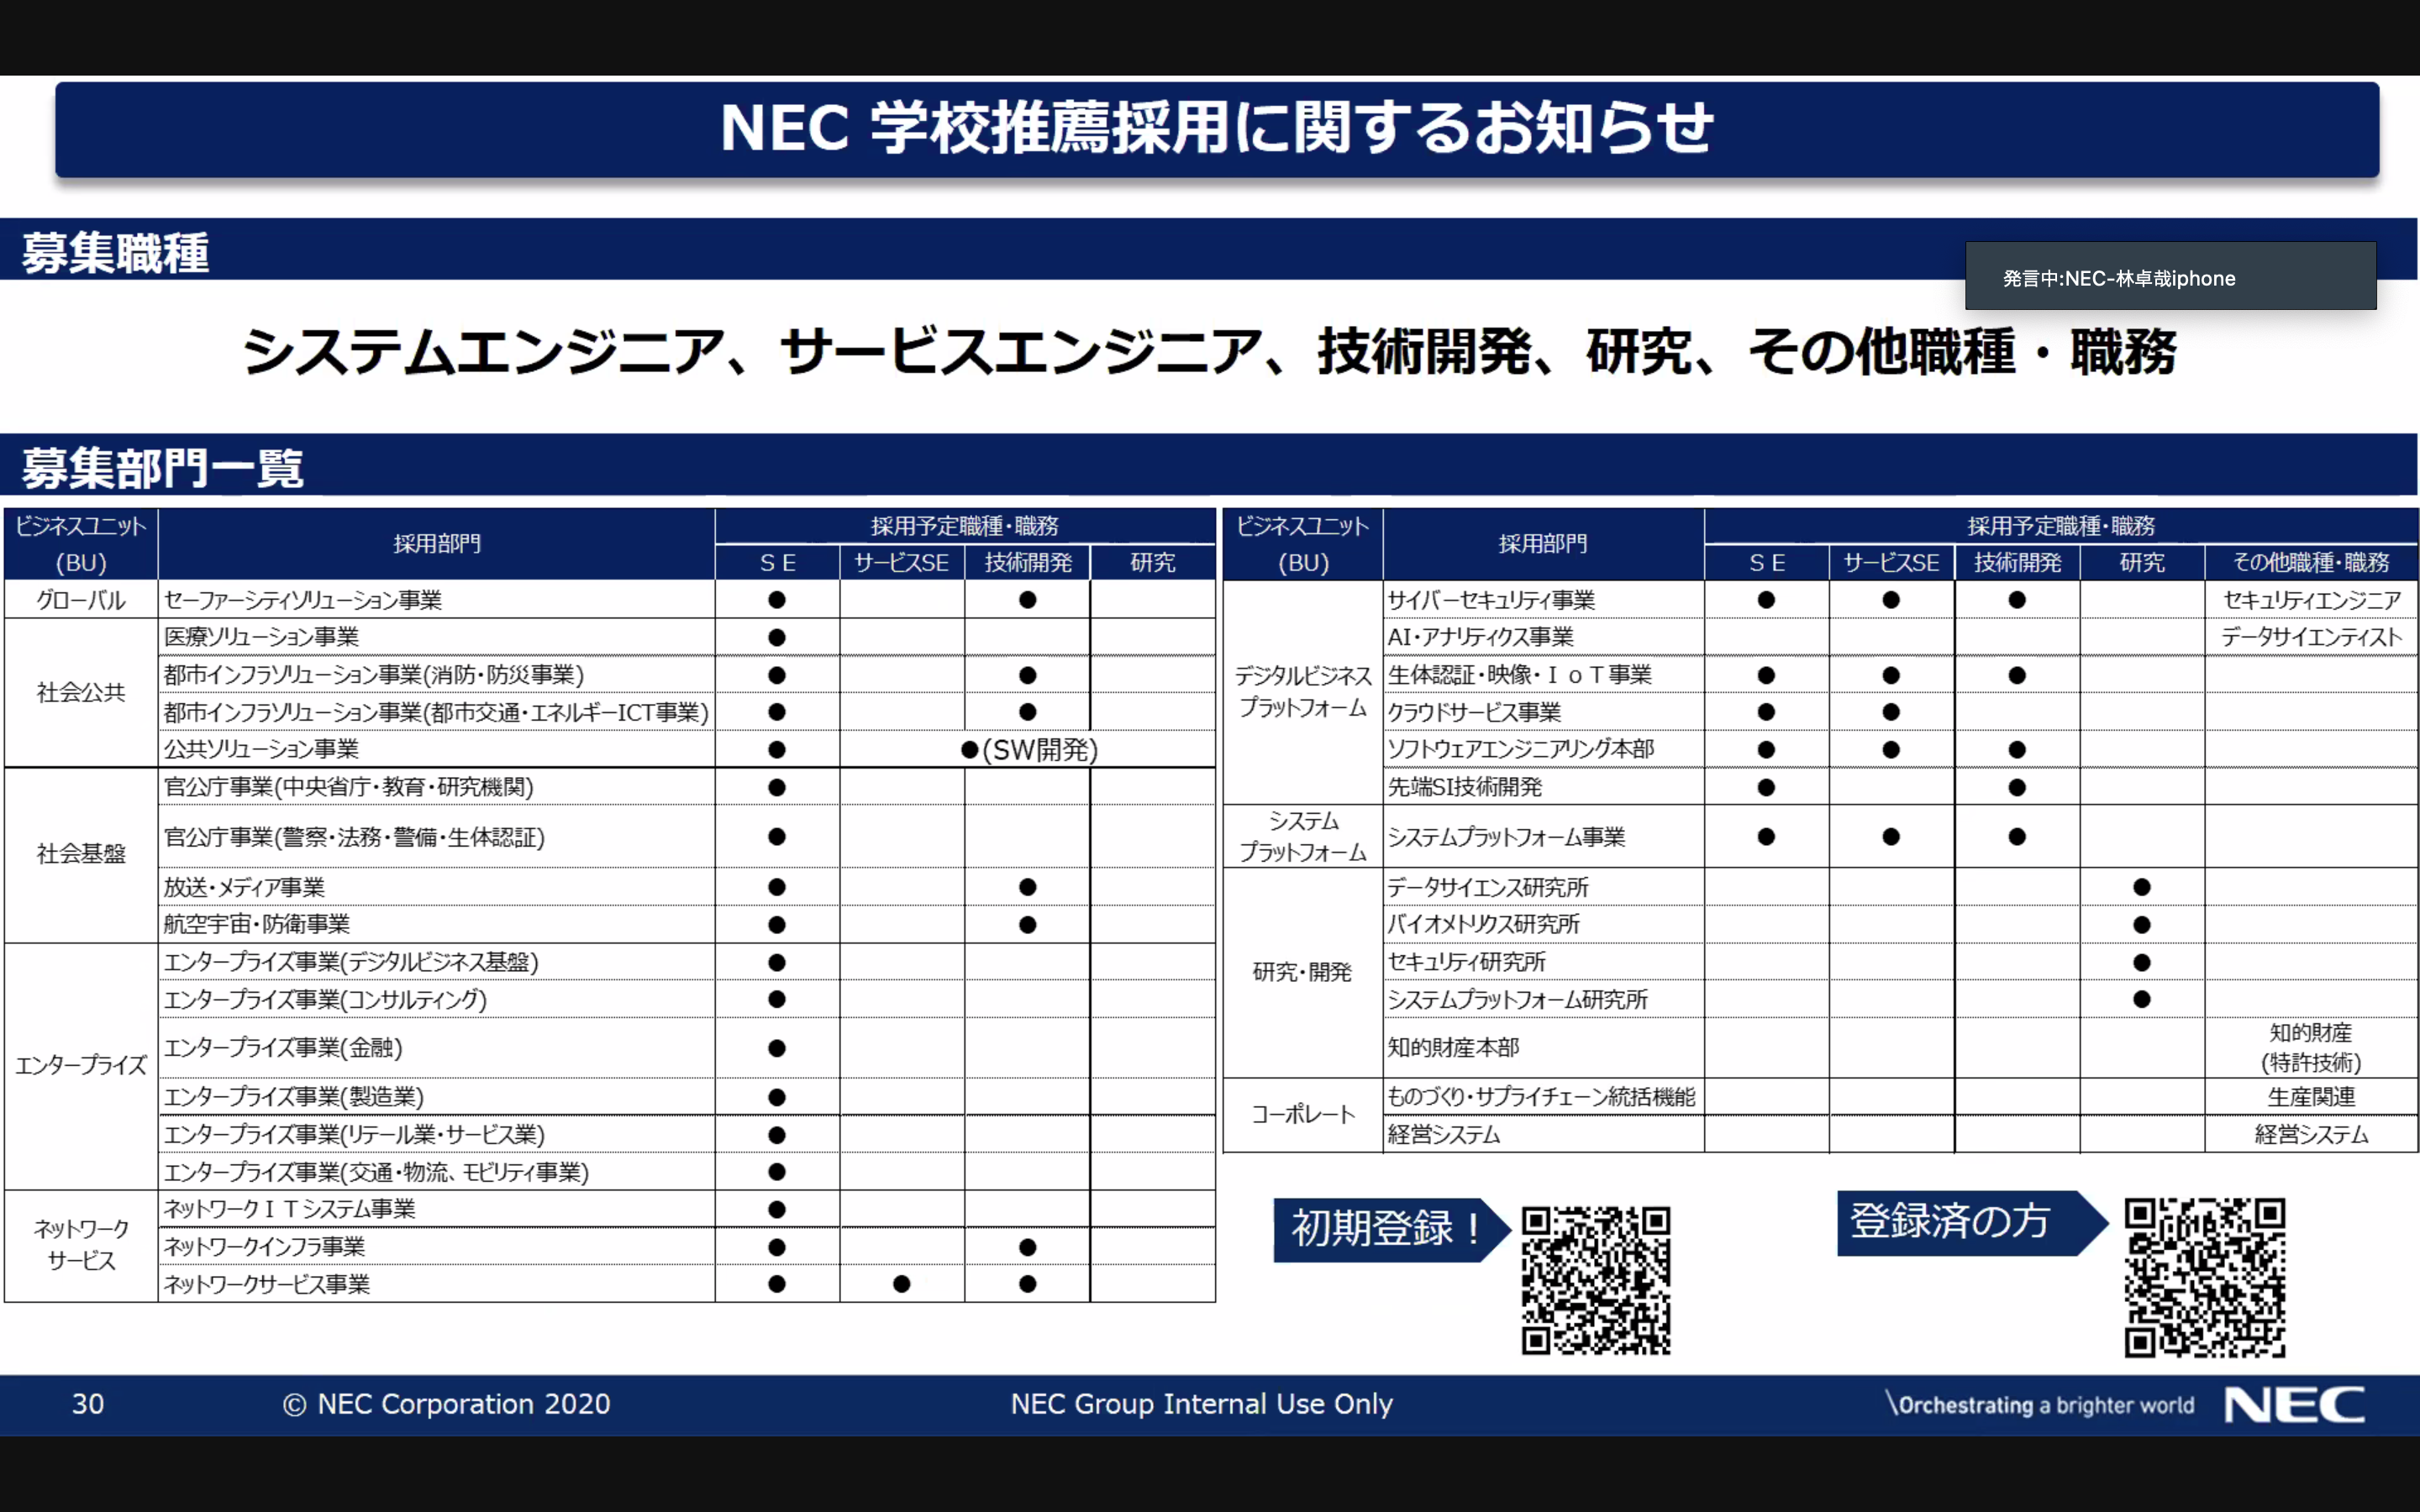 NEC 学校推薦採用に関するお知らせ
募集職種
発言中:NEC-林卓哉iphone
システムエンジニア、サービスエンジニア、技術開発、研究、その他職種・職務
募集部門一覧
ビジネスユニット(BU) 採用部門 採用予定職種・職務
ＳＥ サービスSE 技術開発 研究
グローバル セーファーシティソリューション事業 ● ●
社会公共 医療ソリューション事業 ●
都市インフラソリューション事業(消防・防災事業) ● ●
都市インフラソリューション事業(都市交通・エネルギーICT事業) ● ●
公共ソリューション事業 ● ●(SW開発)
社会基盤 官公庁事業(中央省庁・教育・研究機関) ●
官公庁事業(警察・法務・警備・生体認証) ●
放送・メディア事業 ● ●
航空宇宙・防衛事業 ● ●
エンタープライズ エンタープライズ事業(デジタルビジネス基盤) ●
エンタープライズ事業(コンサルティング) ●
エンタープライズ事業(金融) ●
エンタープライズ事業(製造業) ●
エンタープライズ事業(リテール業・サービス業) ●
エンタープライズ事業(交通・物流、モビリティ事業) ●
ネットワークサービス ネットワークＩＴシステム事業 ●
ネットワークインフラ事業 ● ●
ネットワークサービス事業 ● ● ●
ビジネスユニット(BU) 採用部門 採用予定職種・職務
ＳＥ サービスSE 技術開発 研究 その他職種・職務
デジタルビジネスプラットフォーム サイバーセキュリティ事業 ● ● ● セキュリティエンジニア
AI・アナリティクス事業 データサイエンティスト
生体認証・映像・ＩｏＴ事業 ● ● ●
クラウドサービス事業 ● ●
ソフトウェアエンジニアリング本部 ● ● ●
先端SI技術開発 ● ●
システムプラットフォーム システムプラットフォーム事業 ● ● ●
研究・開発 データサイエンス研究所 ●
バイオメトリクス研究所 ●
セキュリティ研究所 ●
システムプラットフォーム研究所 ●
知的財産本部 知的財産(特許技術)
コーポレート ものづくり・サプライチェーン統括機能 生産関連
経営システム 経営システム
初期登録！
登録済の方
30 © NEC Corporation 2020 NEC Group Internal Use Only \Orchestrating a brighter world NEC